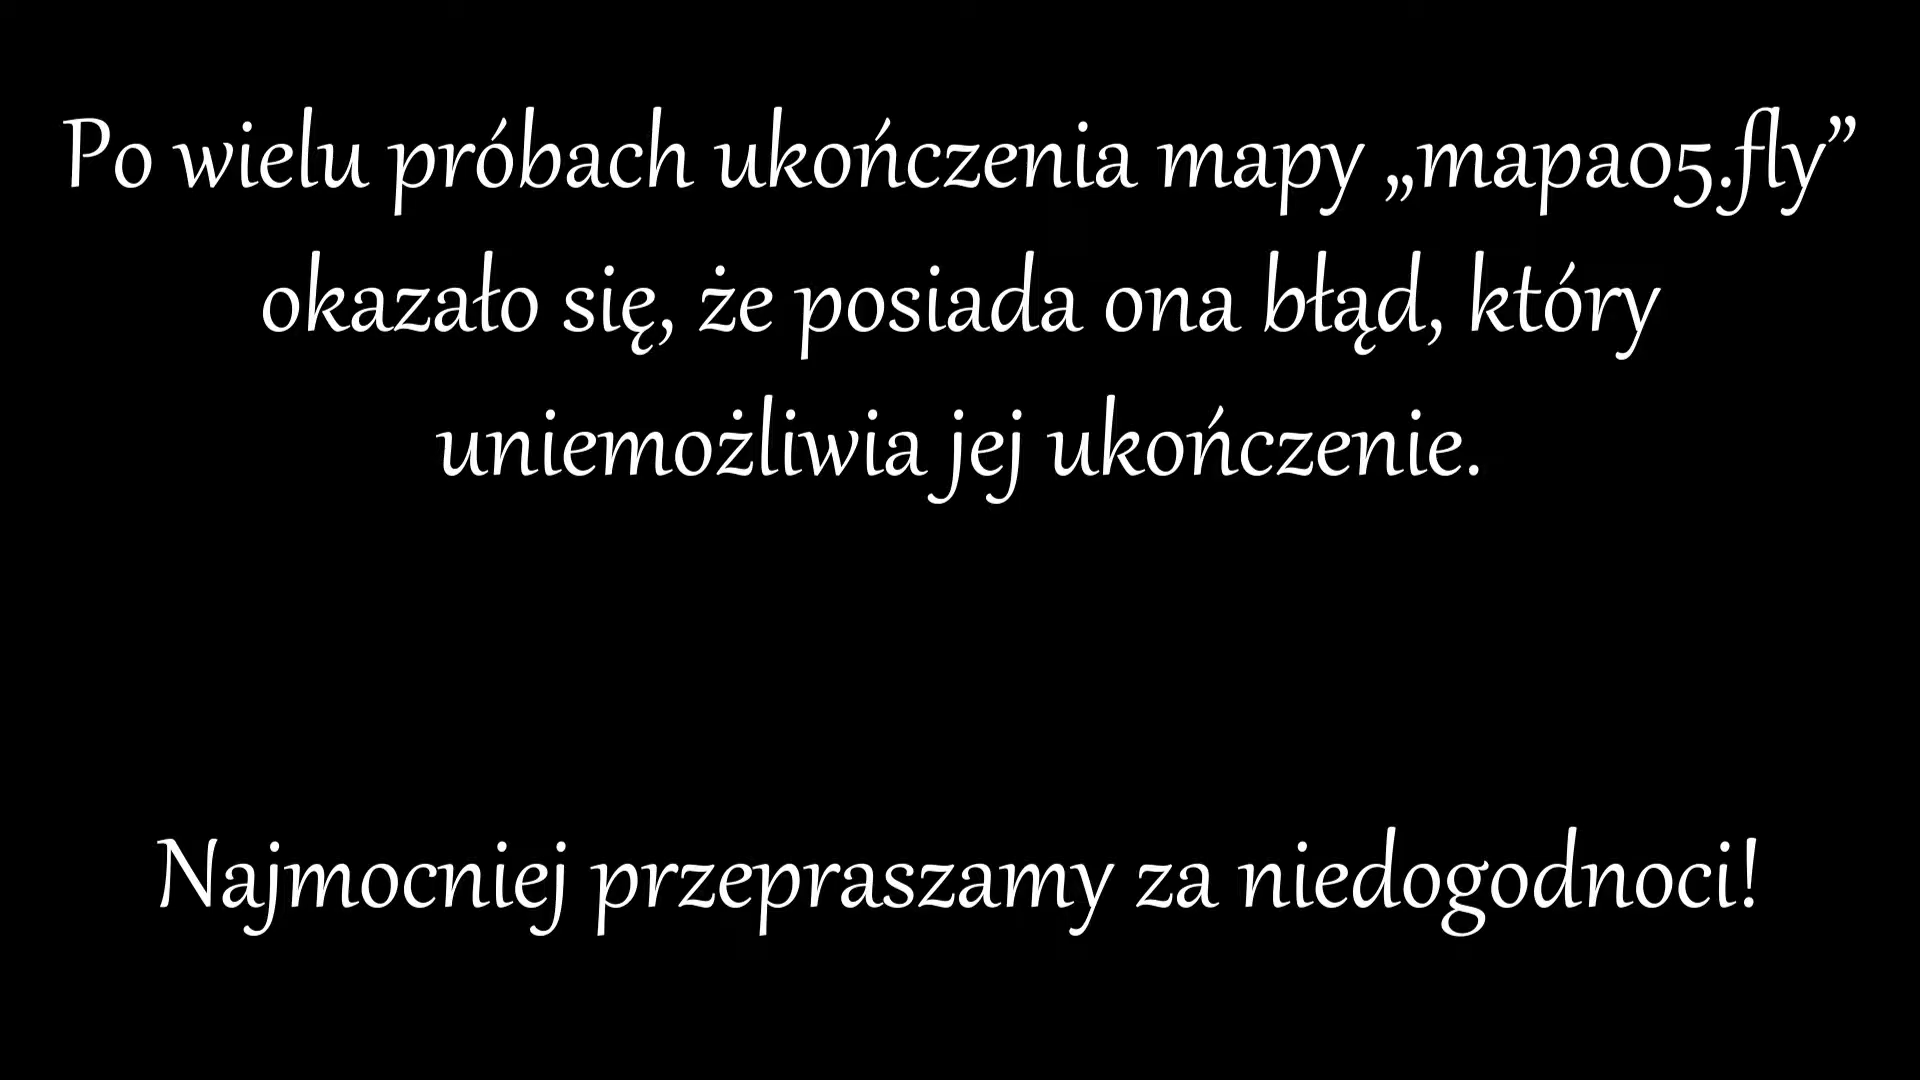 Po wielu próbach ukończenia mapy „mapa05.fly”
okazało się, że posiada ona błąd, który
uniemożliwia jej ukończenie.
Najmocniej przepraszamy za niedogodnoci!